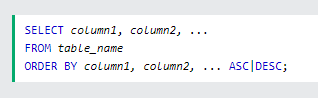 SELECT column1, column2, ...
FROM table_name
ORDER BY column1, column2, ... ASC|DESC;